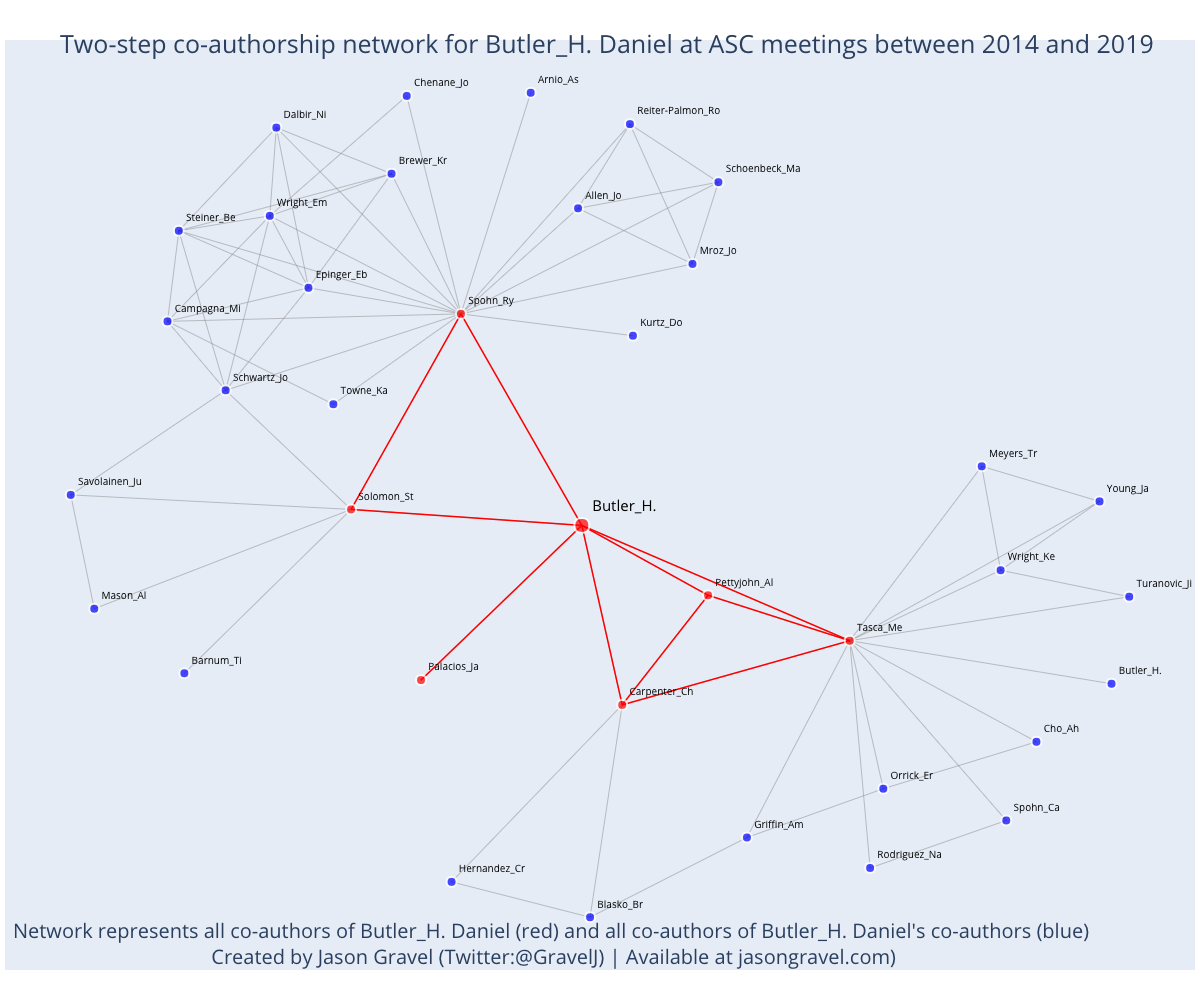 Two-step co-authorship network for Butler_H. Daniel at ASC meetings between 2014 and 2019
Chenane_Jo
Arnio_As
Dalbir_Ni
Reiter-Palmon_Ro
Brewer_Kr
Schoenbeck_Ma
Allen_Jo
Wright_Em
Steiner_Be
Mroz_Jo
Epinger_Eb
Spohn_Ry
Campagna_Mi
Kurtz_Do
Schwartz_Jo
Towne_Ka
Meyers_Tr
Savolainen_Ju
Young_Ja
Solomon_St
Butler_H.
Wright_Ke
Pettyjohn_Al
Turanovic_Ji
Mason_Al
Tasca_Me
Barnum_Ti
Palacios_Ja
Butler_H.
Carpenter_Ch
Cho_Ah
Orrick_Er
Spohn_Ca
Griffin_Am
Rodriguez_Na
Hernandez_Cr
Blasko_Br
Network represents all co-authors of Butler_H. Daniel (red) and all co-authors of Butler_H. Daniel's co-authors (blue)
Created by Jason Gravel (Twitter:@GravelJ) | Available at jasongravel.com)